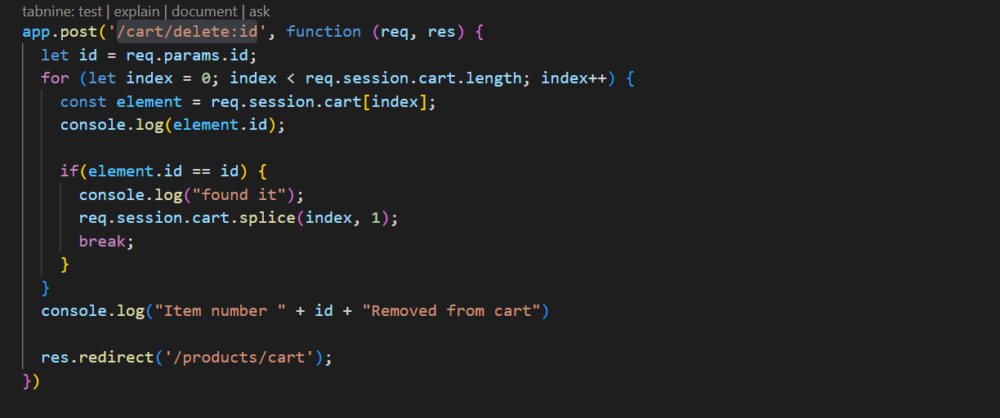 tabnine: test | explain | document | ask
app.post('/cart/delete:id', function (req, res) {
  let id = req.params.id;
  for (let index = 0; index < req.session.cart.length; index++) {
    const element = req.session.cart[index];
    console.log(element.id);
    if(element.id == id) {
      console.log("found it");
      req.session.cart.splice(index, 1);
      break;
    }
  }
  console.log("Item number " + id + "Removed from cart")
  res.redirect('/products/cart');
})